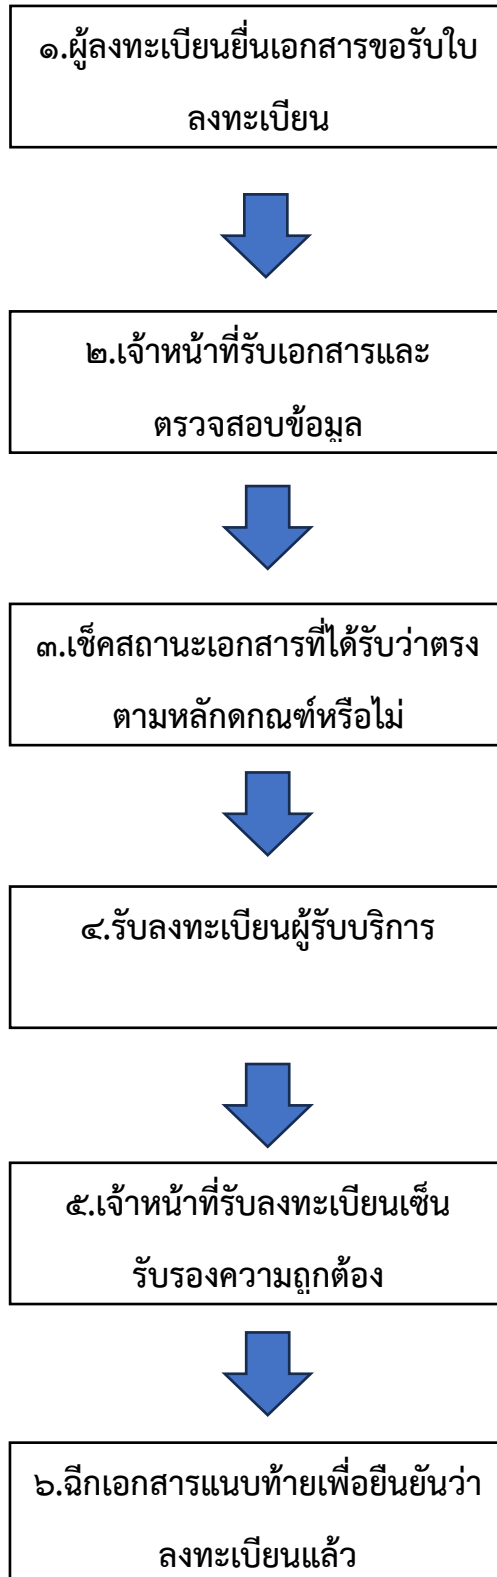 ๑.ผู้ลงทะเบียนยื่นเอกสารขอรับใบ
ลงทะเบียน
๒.เจ้าหน้าที่รับเอกสารและ
ตรวจสอบข้อมูล
๓.เช็คสถานะเอกสารที่ได้รับว่าตรง
ตามหลักดกณฑ์หรือไม่
๔.รับลงทะเบียนผู้รับบริการ
๕.เจ้าหน้าที่รับลงทะเบียนเซ็น
รับรองความถูกต้อง
๖.ฉีกเอกสารแนบท้ายเพื่อยืนยันว่า
ลงทะเบียนแล้ว